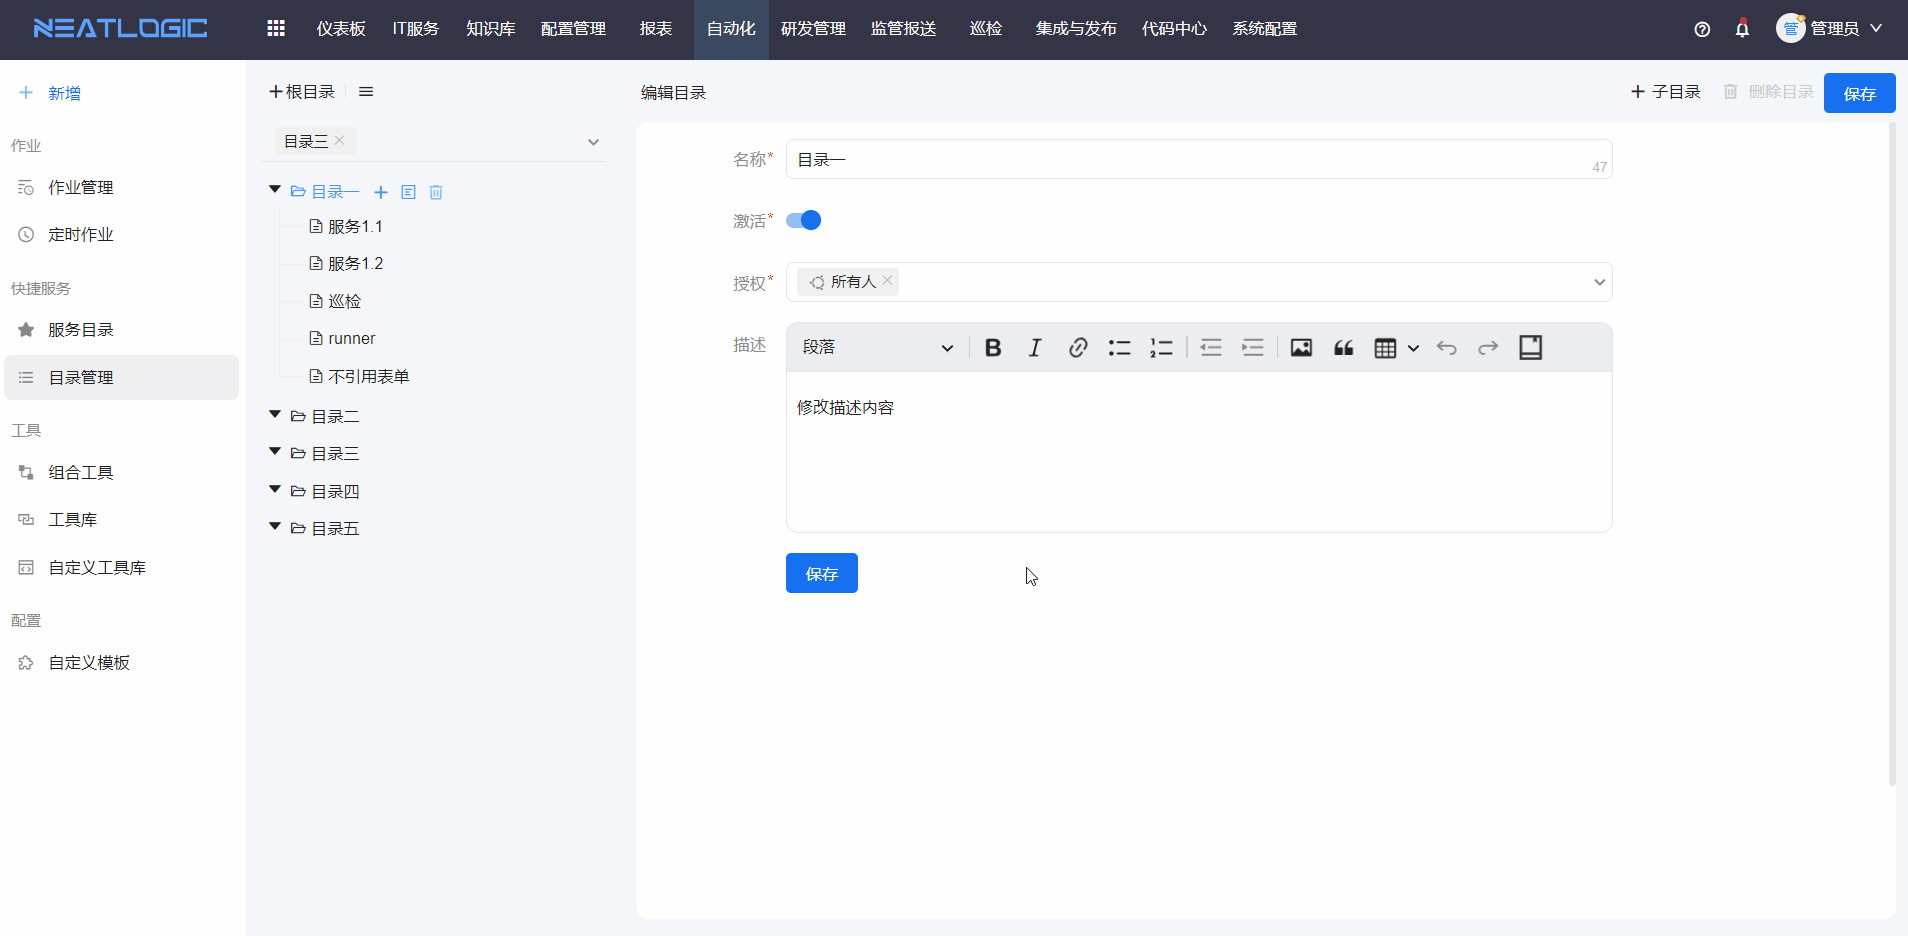 NEATLOGIC
仪表板 IT服务 知识库 配置管理 报表 自动化 研发管理 监管报送 巡检 集成与发布 代码中心 系统配置
管 管理员
新增
作业
作业管理
定时作业
快捷服务
服务目录
目录管理
工具
组合工具
工具库
自定义工具库
配置
自定义模板
根目录
目录三
目录一
服务1.1
服务1.2
巡检
runner
不引用表单
目录二
目录三
目录四
目录五
编辑目录
子目录 删除目录 保存
名称* 目录一 47
激活*
授权* 所有人
描述 段落
修改描述内容
保存